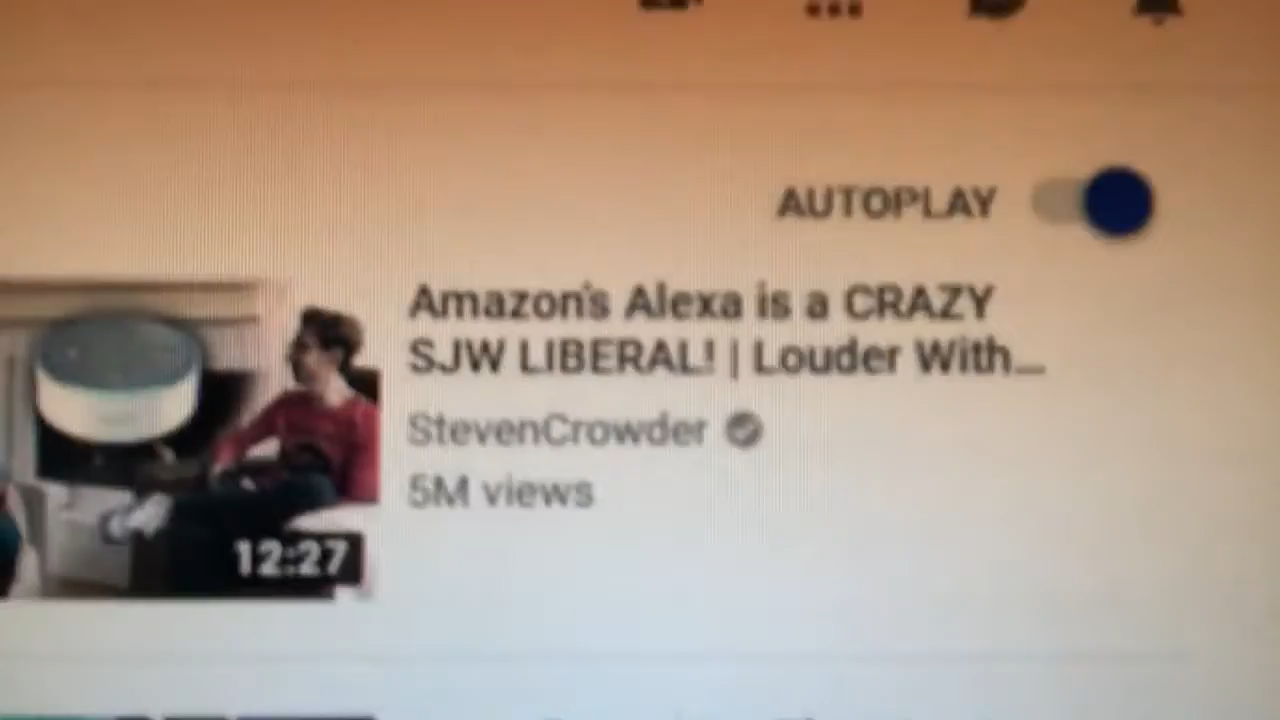 AUTOPLAY
Amazon's Alexa is a CRAZY
SJW LIBERAL! | Louder With...
StevenCrowder
5M views
12:27